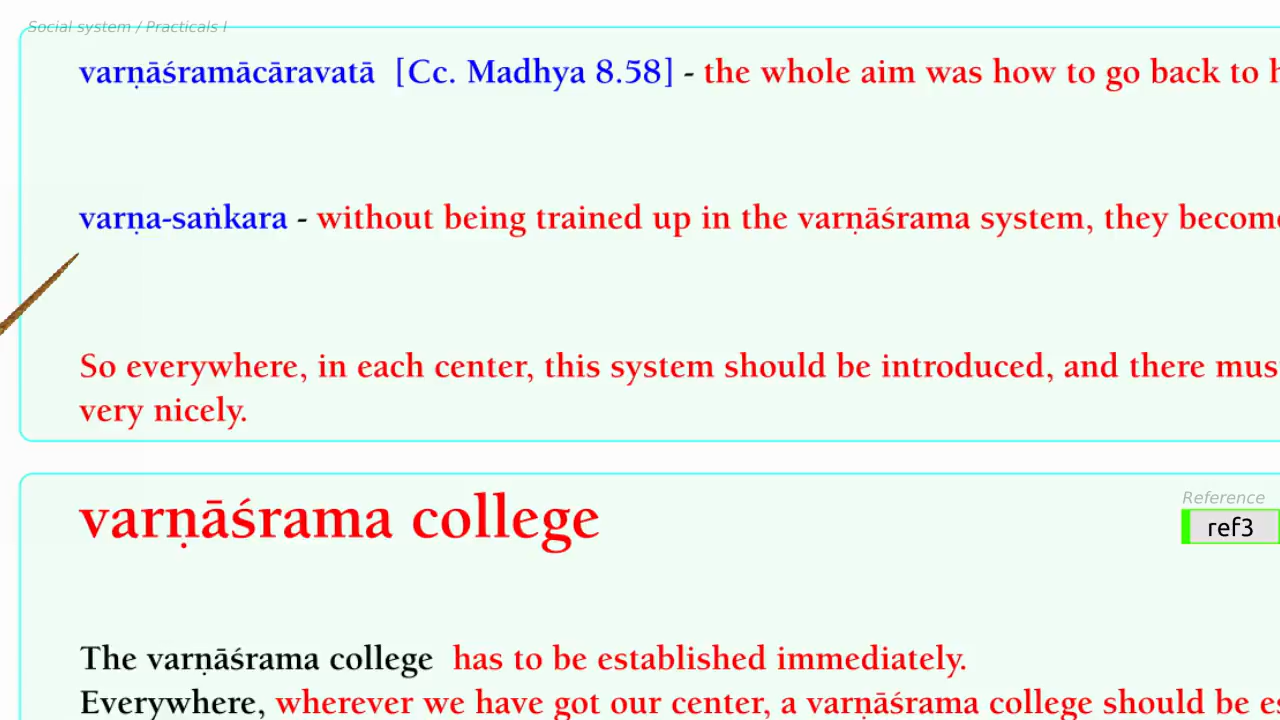 Social system / Practicals I
varṇāśramācāravatā [Cc. Madhya 8.58] - the whole aim was how to go back to
varṇa-saṅkara - without being trained up in the varṇāśrama system, they become
So everywhere, in each center, this system should be introduced, and there
very nicely.
varṇāśrama college
Reference
ref3
The varṇāśrama college has to be established immediately.
Everywhere, wherever we have got our center, a varṇāśrama college should be